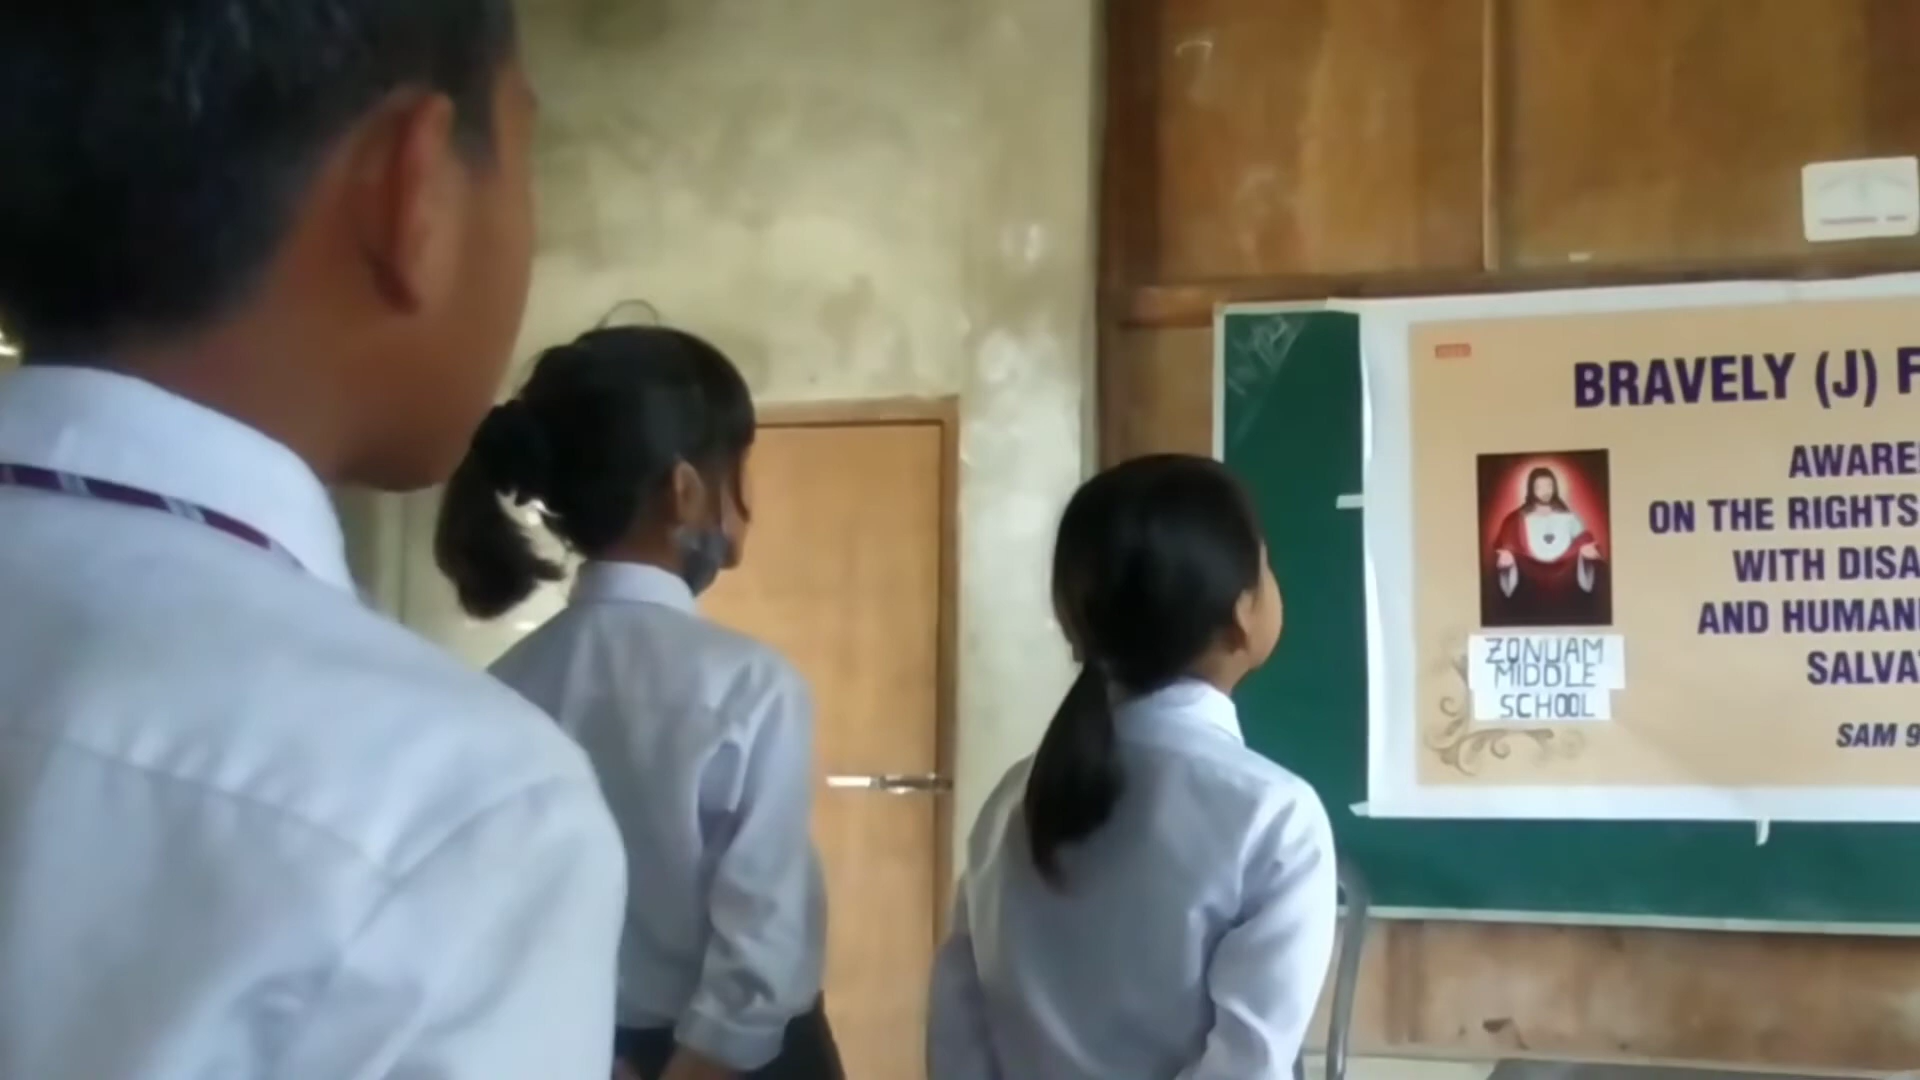 BRAVELY (J) F
AWARE
ON THE RIGHTS
WITH DISA
AND HUMAN
SALVA
ZONUAM
MIDDLE
SCHOOL
SAM 9